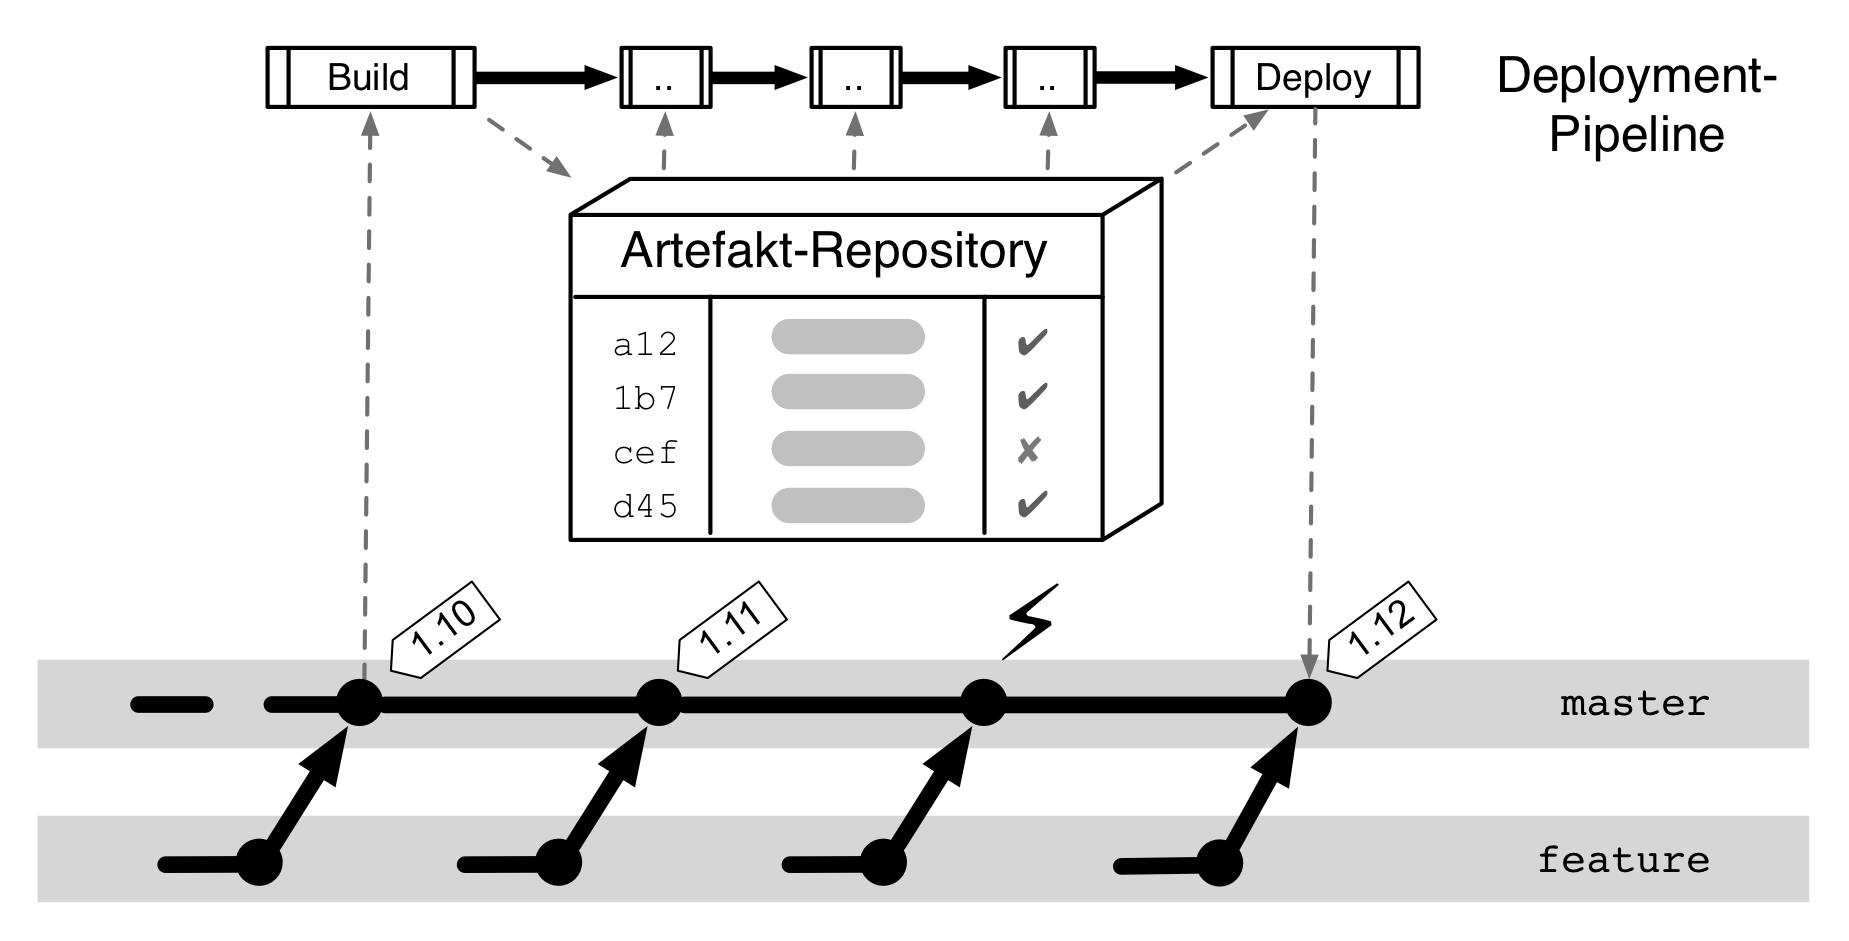 Build
..
..
..
Deploy
Deployment-
Pipeline
Artefakt-Repository
a12 ✔
1b7 ✔
cef ✘
d45 ✔
1.10
1.11
1.12
master
feature